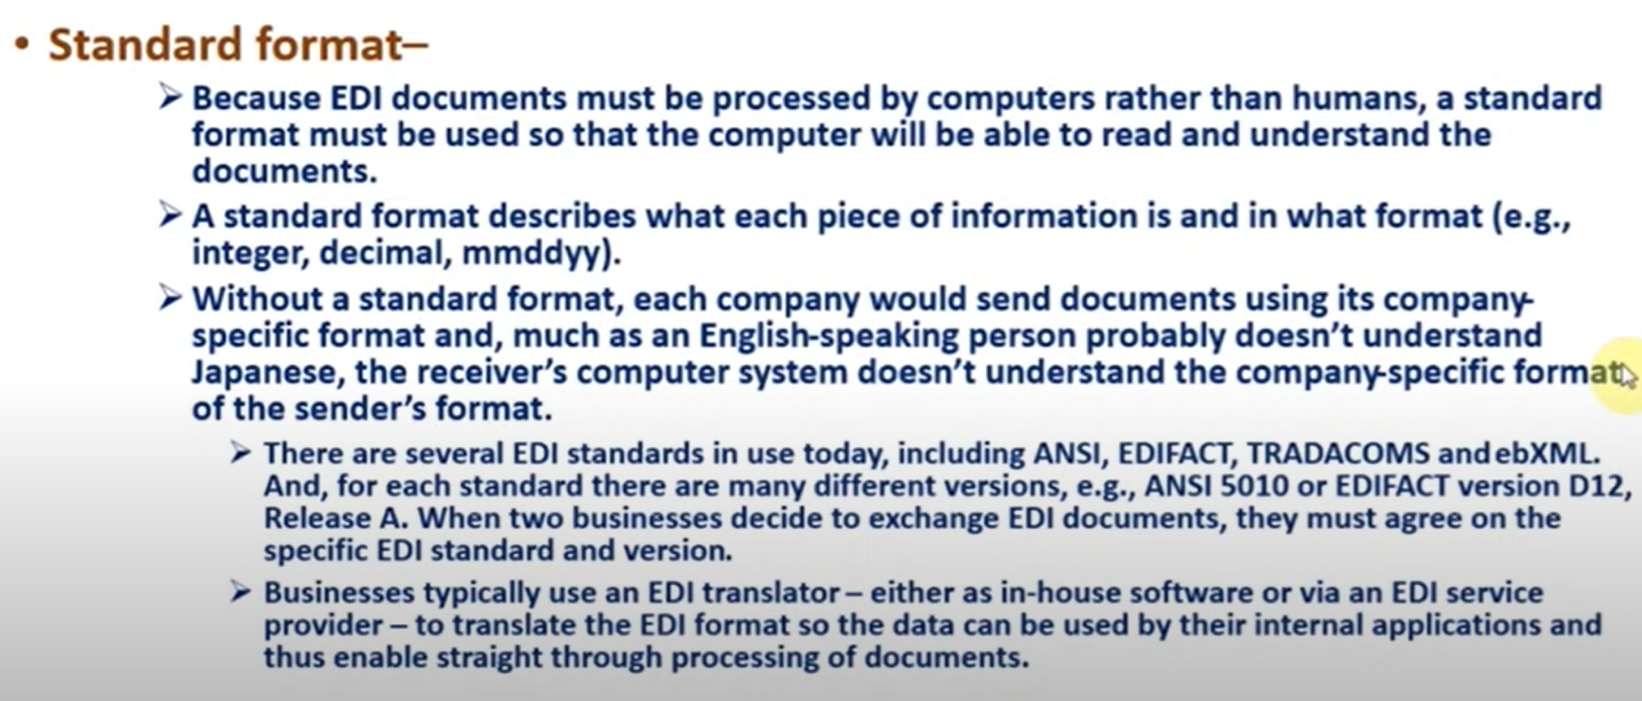 • Standard format–
➢ Because EDI documents must be processed by computers rather than humans, a standard
format must be used so that the computer will be able to read and understand the
documents.
➢ A standard format describes what each piece of information is and in what format (e.g.,
integer, decimal, mmddyy).
➢ Without a standard format, each company would send documents using its company-
specific format and, much as an English-speaking person probably doesn’t understand
Japanese, the receiver’s computer system doesn’t understand the company-specific format
of the sender’s format.
➢ There are several EDI standards in use today, including ANSI, EDIFACT, TRADACOMS and ebXML.
And, for each standard there are many different versions, e.g., ANSI 5010 or EDIFACT version D12,
Release A. When two businesses decide to exchange EDI documents, they must agree on the
specific EDI standard and version.
➢ Businesses typically use an EDI translator – either as in-house software or via an EDI service
provider – to translate the EDI format so the data can be used by their internal applications and
thus enable straight through processing of documents.